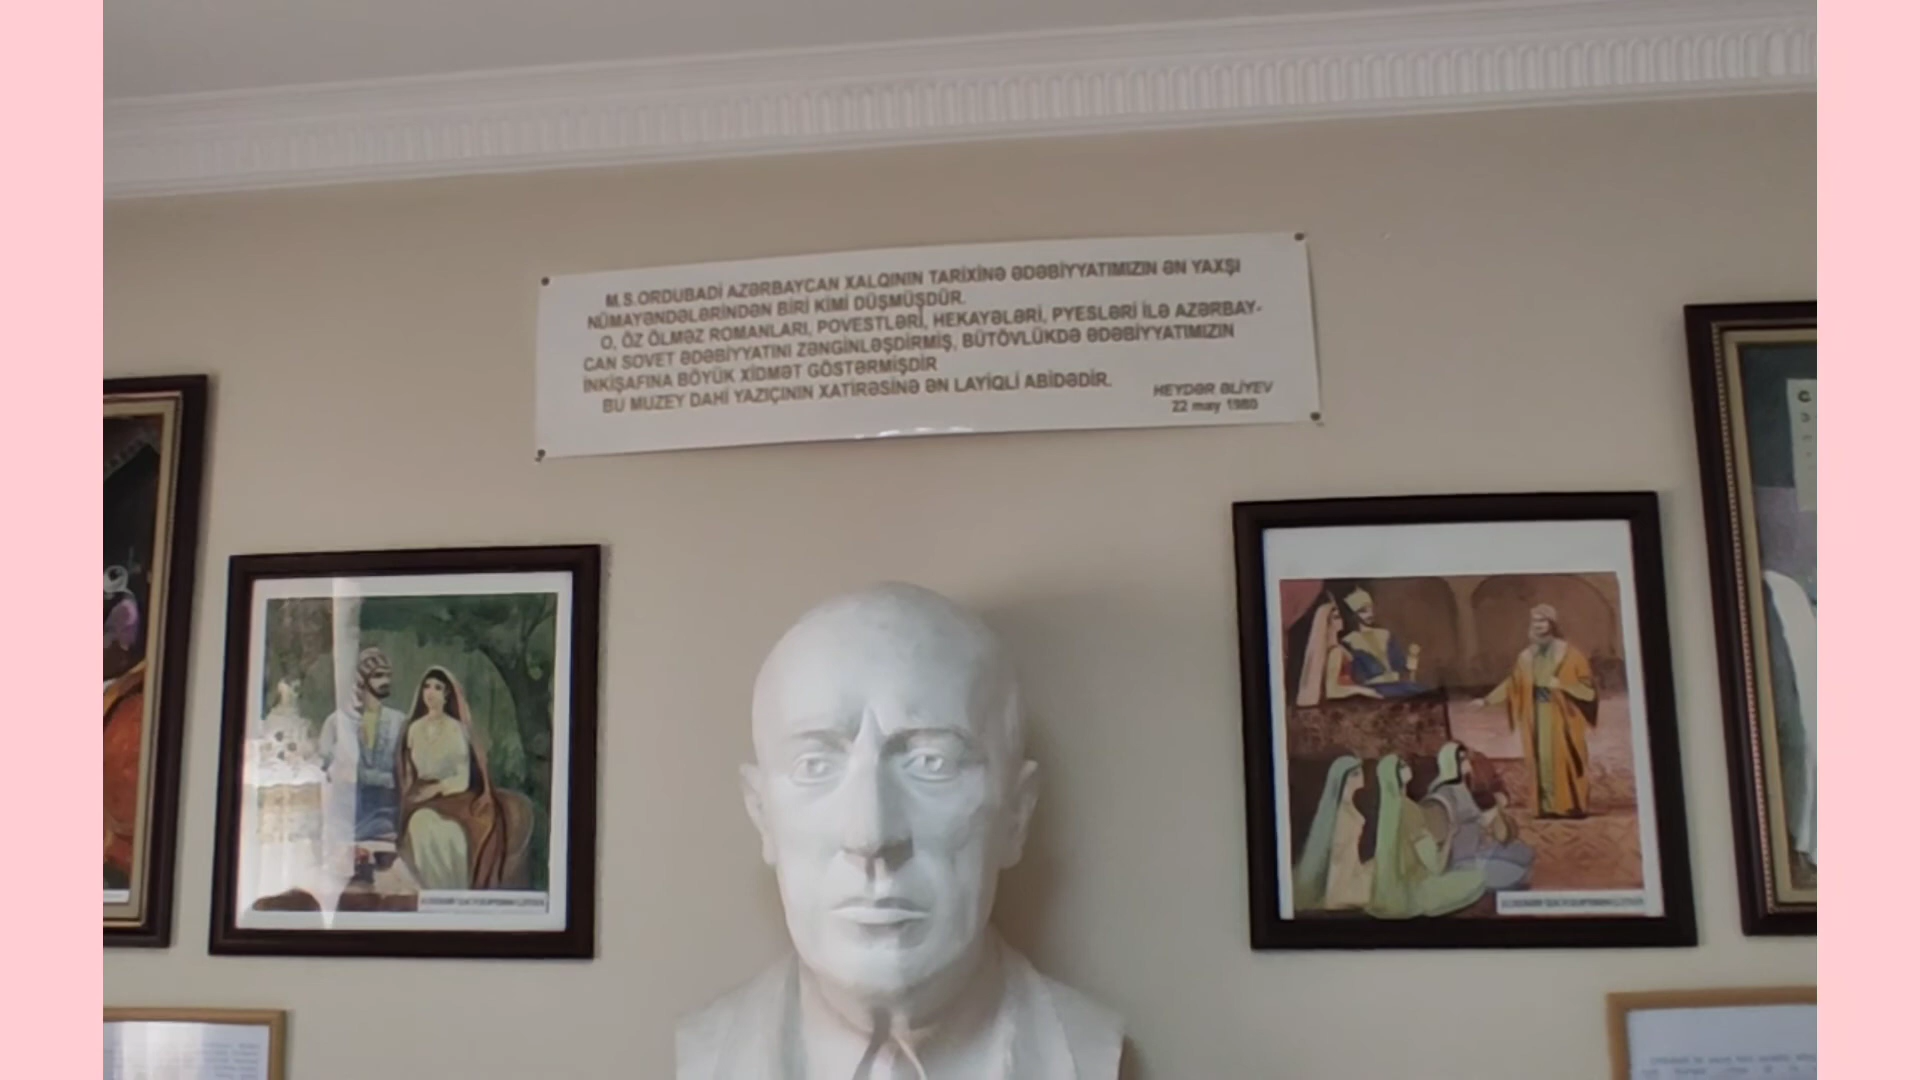 M.S.ORDUBADİ AZƏRBAYCAN XALQININ TARİXİNƏ ƏDƏBİYYATIMIZIN ƏN YAXŞI
NÜMAYƏNDƏLƏRİNDƏN BİRİ KİMİ DÜŞMÜŞDÜR.
O, ÖZ ÖLMƏZ ROMANLARI, POVESTLƏRİ, HEKAYƏLƏRİ, PYESLƏRİ İLƏ AZƏRBAY-
CAN SOVET ƏDƏBİYYATINI ZƏNGİNLƏŞDİRMİŞ, BÜTÖVLÜKDƏ ƏDƏBİYYATIMIZIN
İNKİŞAFINA BÖYÜK XİDMƏT GÖSTƏRMİŞDİR
BU MUZEY DAHİ YAZIÇININ XATİRƏSİNƏ ƏN LAYİQLİ ABİDƏDİR.
HEYDƏR ƏLİYEV
22 may 1980